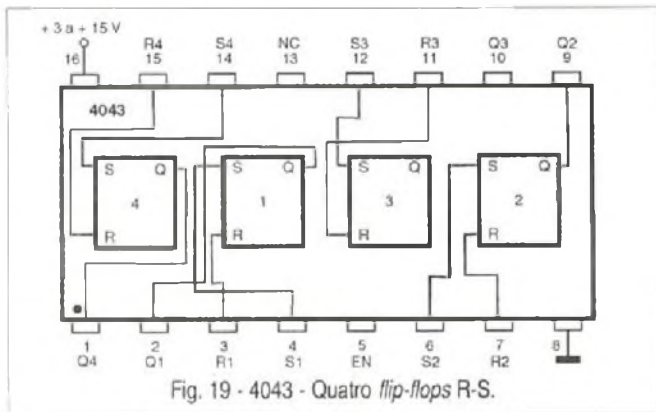 + 3 a + 15 V
R4 S4 NC S3 R3 Q3 Q2
16 15 14 13 12 11 10 9
4043
S Q S Q S Q S Q
4 1 3 2
R R R R
1 2 3 4 5 6 7 8
Q4 Q1 R1 S1 EN S2 R2
Fig. 19 - 4043 - Quatro flip-flops R-S.